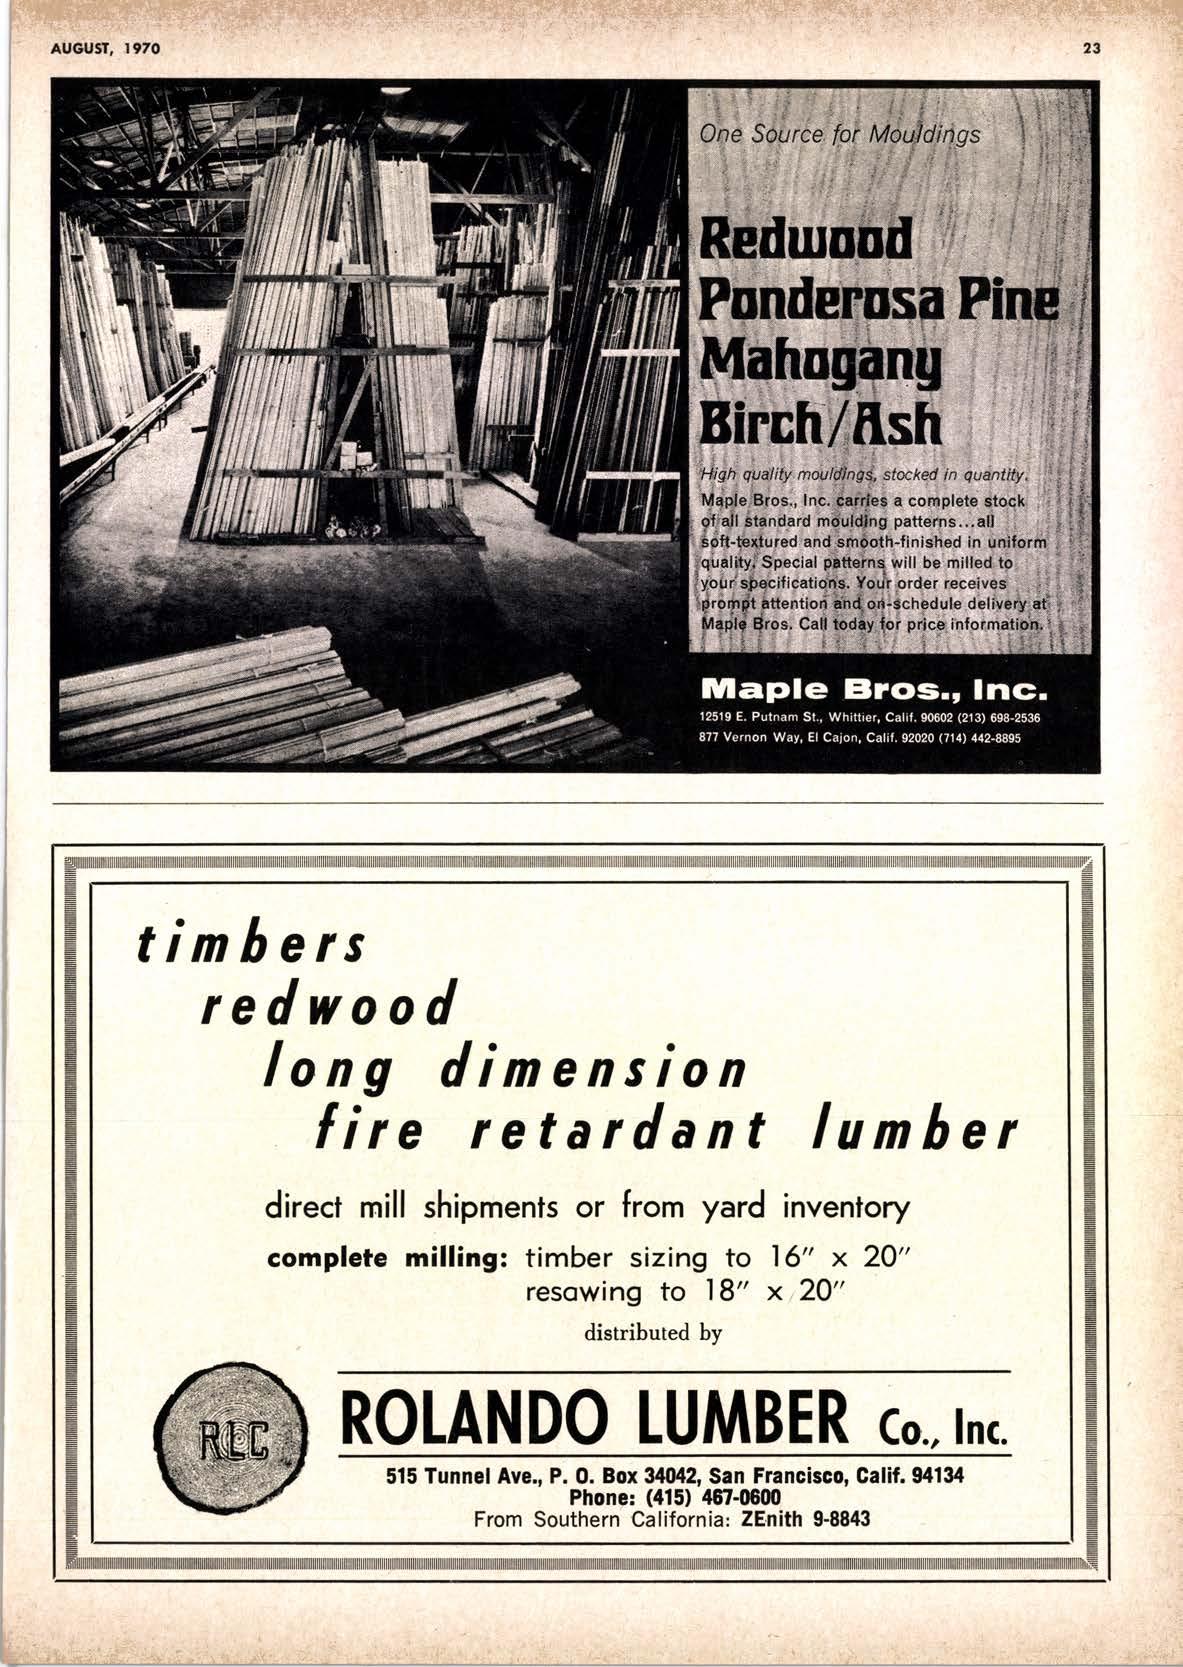 AUGUST, 1970
23
One Source for Mouldings
Redwood
Ponderosa Pine
Mahogany
Birch/Ash
High quality mouldings, stocked in quantity.
Maple Bros., Inc. carries a complete stock
of all standard moulding patterns...all
soft-textured and smooth-finished in uniform
quality. Special patterns will be milled to
your specifications. Your order receives
prompt attention and on-schedule delivery at
Maple Bros. Call today for price information.
Maple Bros., Inc.
12519 E. Putnam St., Whittier, Calif. 90602 (213) 698-2536
877 Vernon Way, El Cajon, Calif. 92020 (714) 442-8895
timbers
redwood
long dimension
fire retardant lumber
direct mill shipments or from yard inventory
complete milling: timber sizing to 16" x 20"
resawing to 18" x 20"
distributed by
RLC
ROLANDO LUMBER Co., Inc.
515 Tunnel Ave., P. O. Box 34042, San Francisco, Calif. 94134
Phone: (415) 467-0600
From Southern California: ZEnith 9-8843